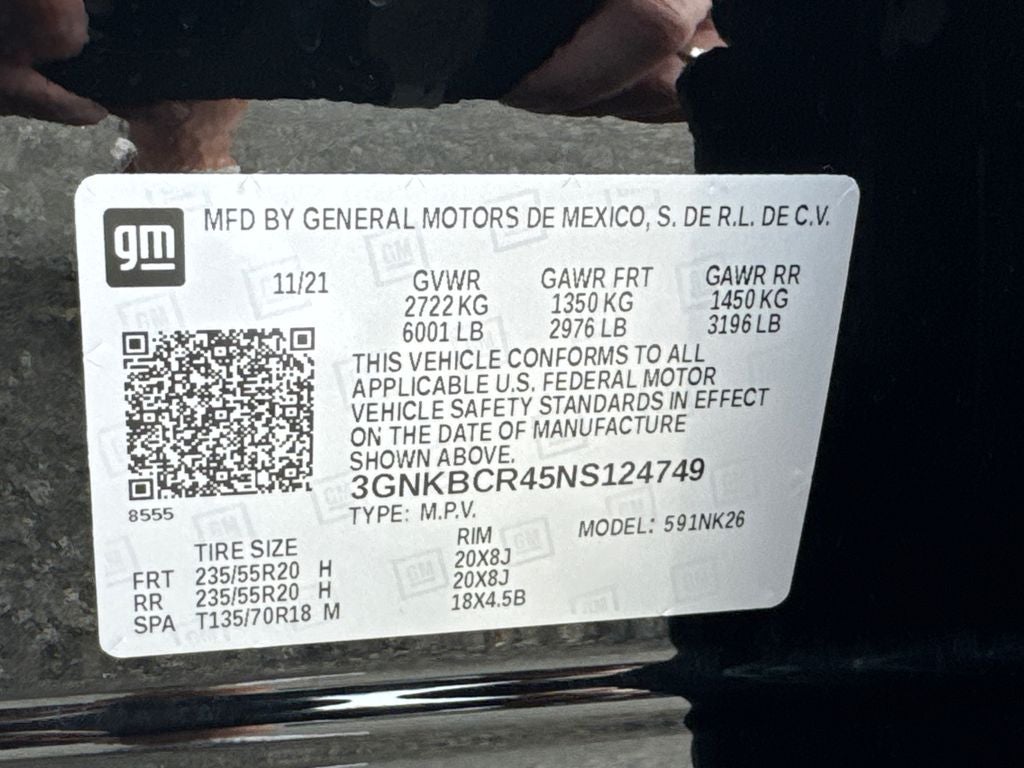 gm MFD BY GENERAL MOTORS DE MEXICO, S. DE R.L. DE C.V.
11/21 GVWR GAWR FRT GAWR RR
2722 KG 1350 KG 1450 KG
6001 LB 2976 LB 3196 LB
THIS VEHICLE CONFORMS TO ALL
APPLICABLE U.S. FEDERAL MOTOR
VEHICLE SAFETY STANDARDS IN EFFECT
ON THE DATE OF MANUFACTURE
SHOWN ABOVE.
3GNKBCR45NS124749
8555
TYPE: M.P.V. MODEL: 591NK26
TIRE SIZE RIM
FRT 235/55R20 H 20X8J
RR 235/55R20 H 20X8J
SPA T135/70R18 M 18X4.5B